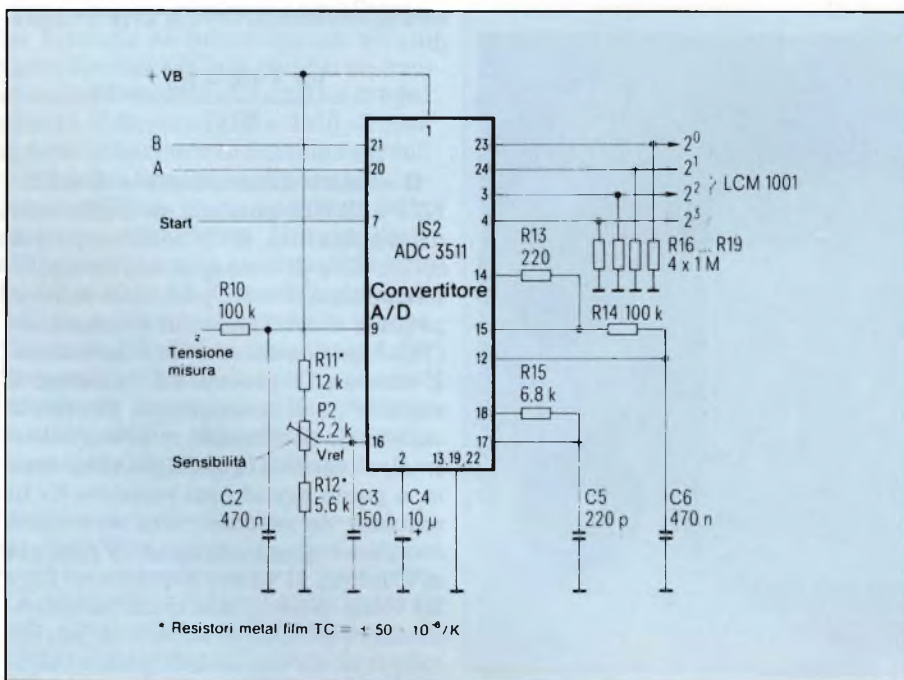 + VB
1
B
21
23
2⁰
A
20
24
2¹
3
2²
LCM 1001
Start
7
4
2³
IS2
ADC 3511
Convertitore
A/D
R13
220
14
R16 ... R19
4 x 1 M
R10
100 k
9
15
R14 100 k
Tensione
misura
12
R11*
12 k
R15
6,8 k
P2
2,2 k
18
Sensibilità
Vref
16
17
2
13,19,22
R12*
5,6 k
C2
470 n
C3
150 n
C4
10 µ
+
C5
220 p
C6
470 n
* Resistori metal film TC = ± 50 · 10⁻⁶/K